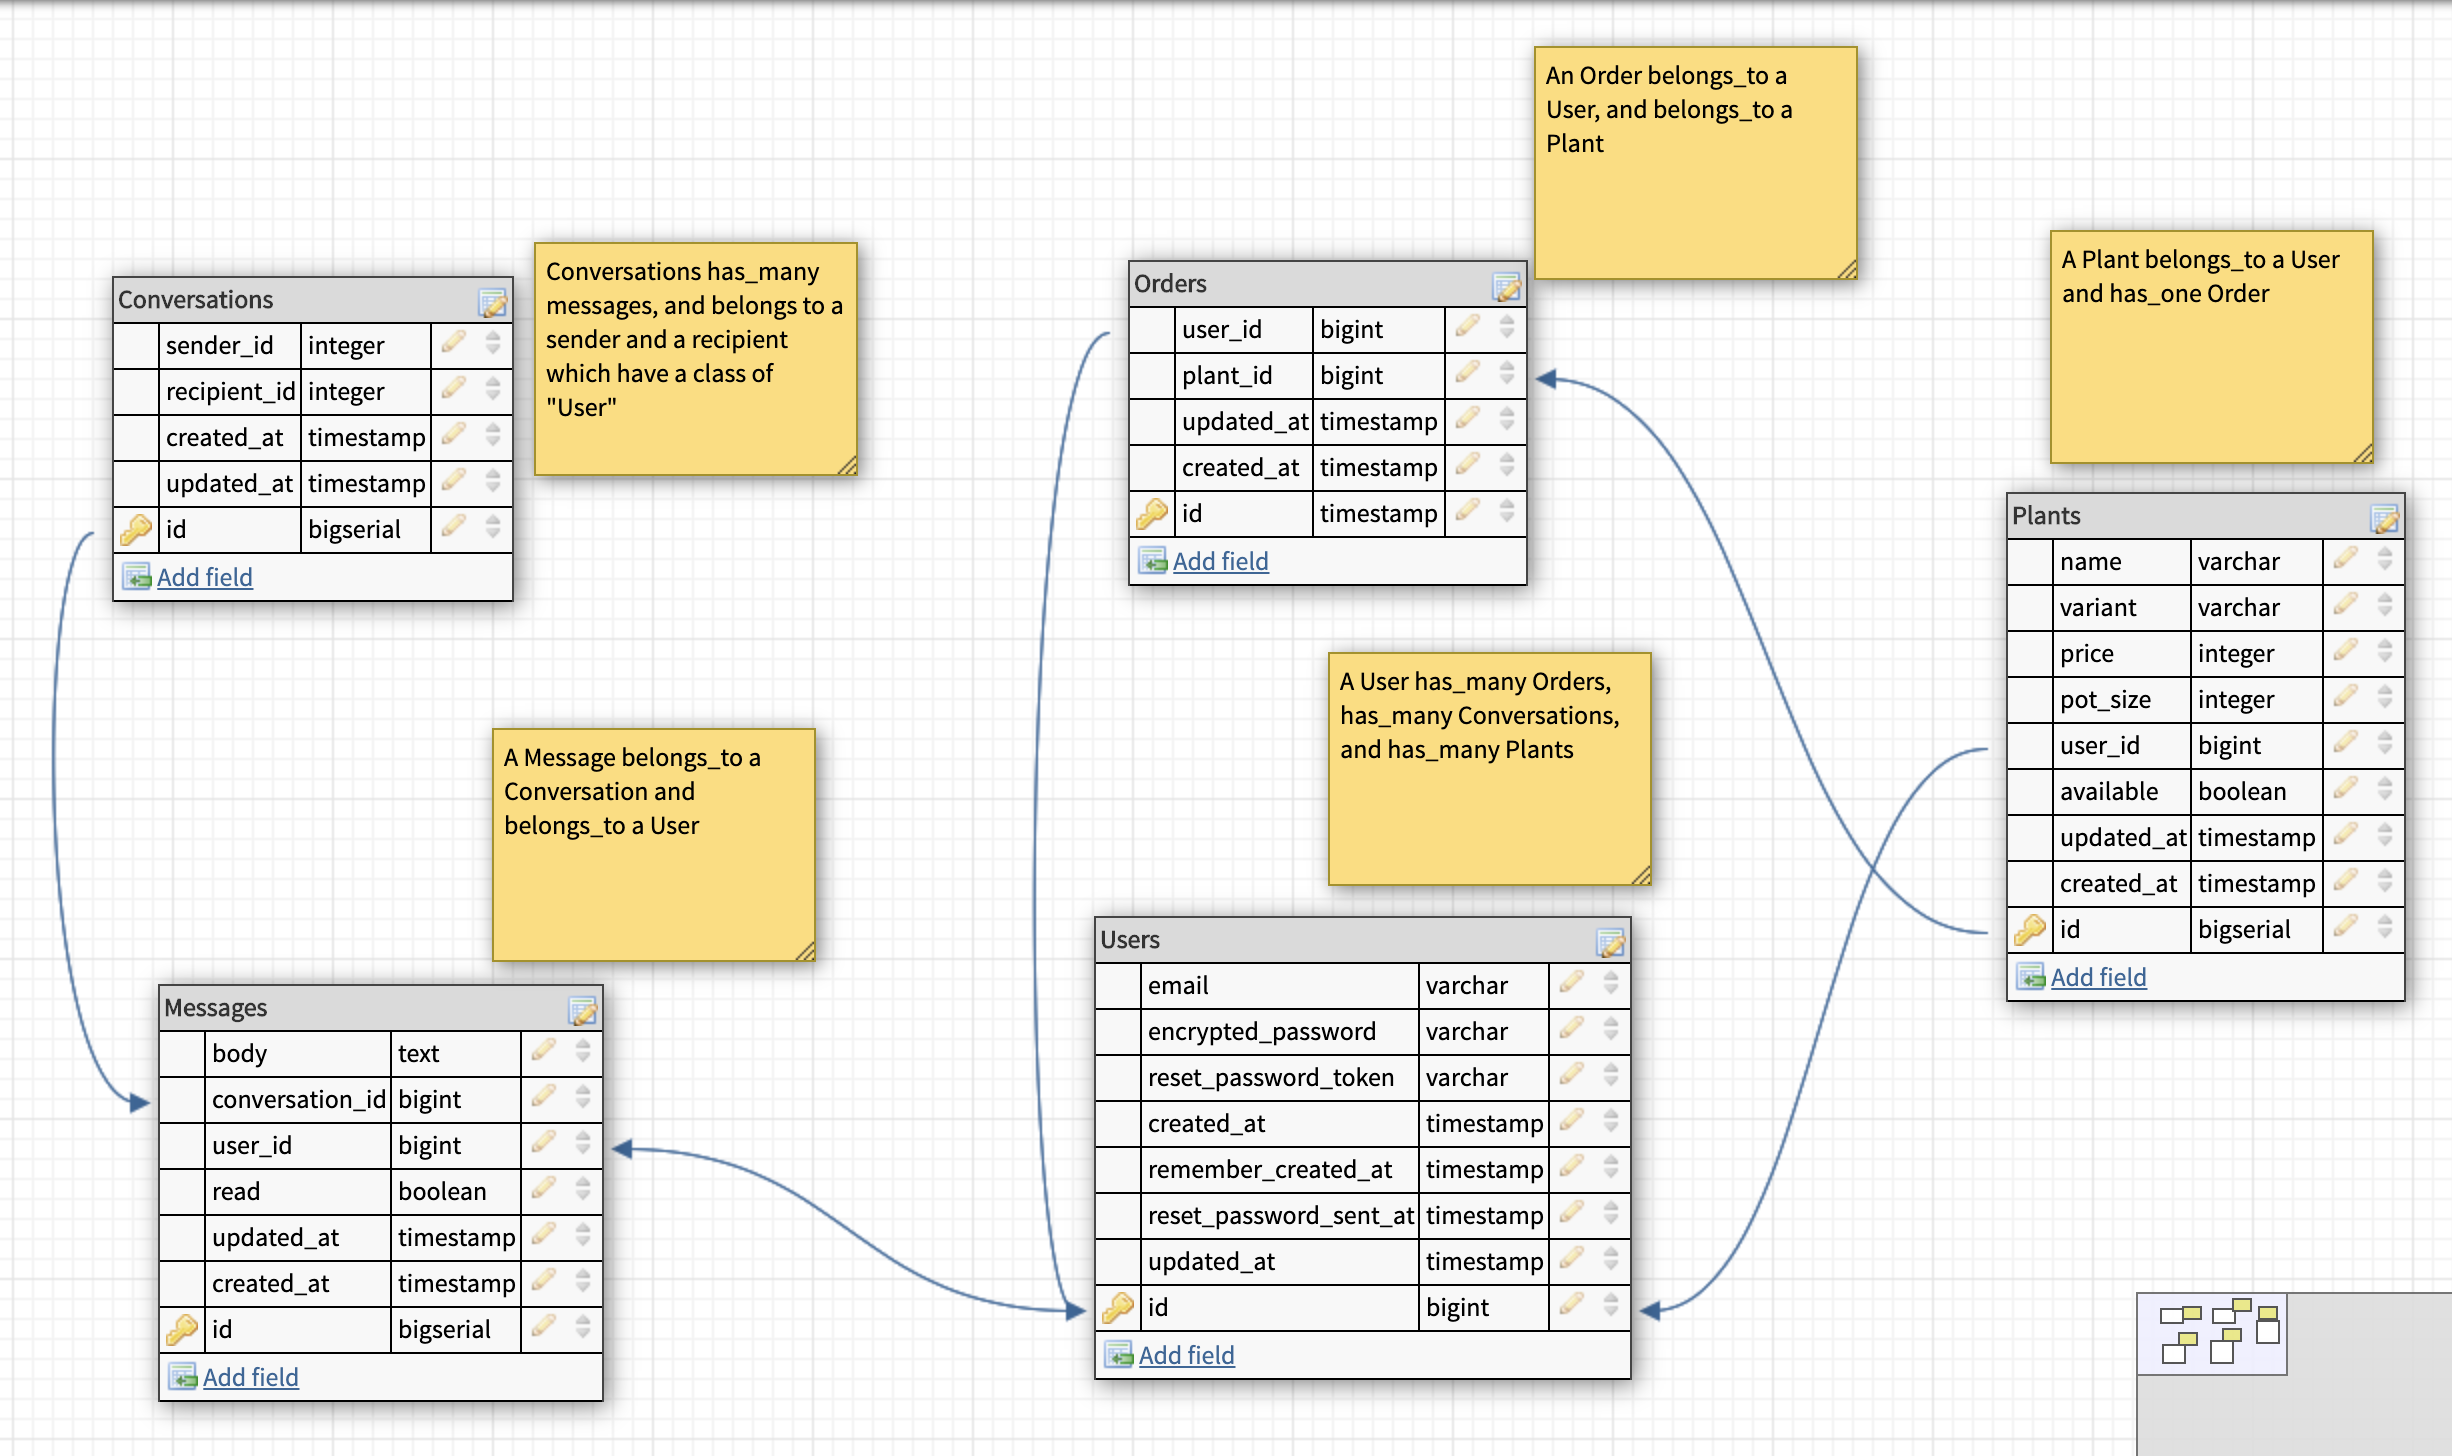 An Order belongs_to a
User, and belongs_to a
Plant
Conversations has_many
messages, and belongs to a
sender and a recipient
which have a class of
"User"
A Plant belongs_to a User
and has_one Order
Conversations
sender_id integer
recipient_id integer
created_at timestamp
updated_at timestamp
id bigserial
Add field
Orders
user_id bigint
plant_id bigint
updated_at timestamp
created_at timestamp
id timestamp
Add field
Plants
name varchar
variant varchar
price integer
pot_size integer
user_id bigint
available boolean
updated_at timestamp
created_at timestamp
id bigserial
Add field
A User has_many Orders,
has_many Conversations,
and has_many Plants
A Message belongs_to a
Conversation and
belongs_to a User
Messages
body text
conversation_id bigint
user_id bigint
read boolean
updated_at timestamp
created_at timestamp
id bigserial
Add field
Users
email varchar
encrypted_password varchar
reset_password_token varchar
created_at timestamp
remember_created_at timestamp
reset_password_sent_at timestamp
updated_at timestamp
id bigint
Add field